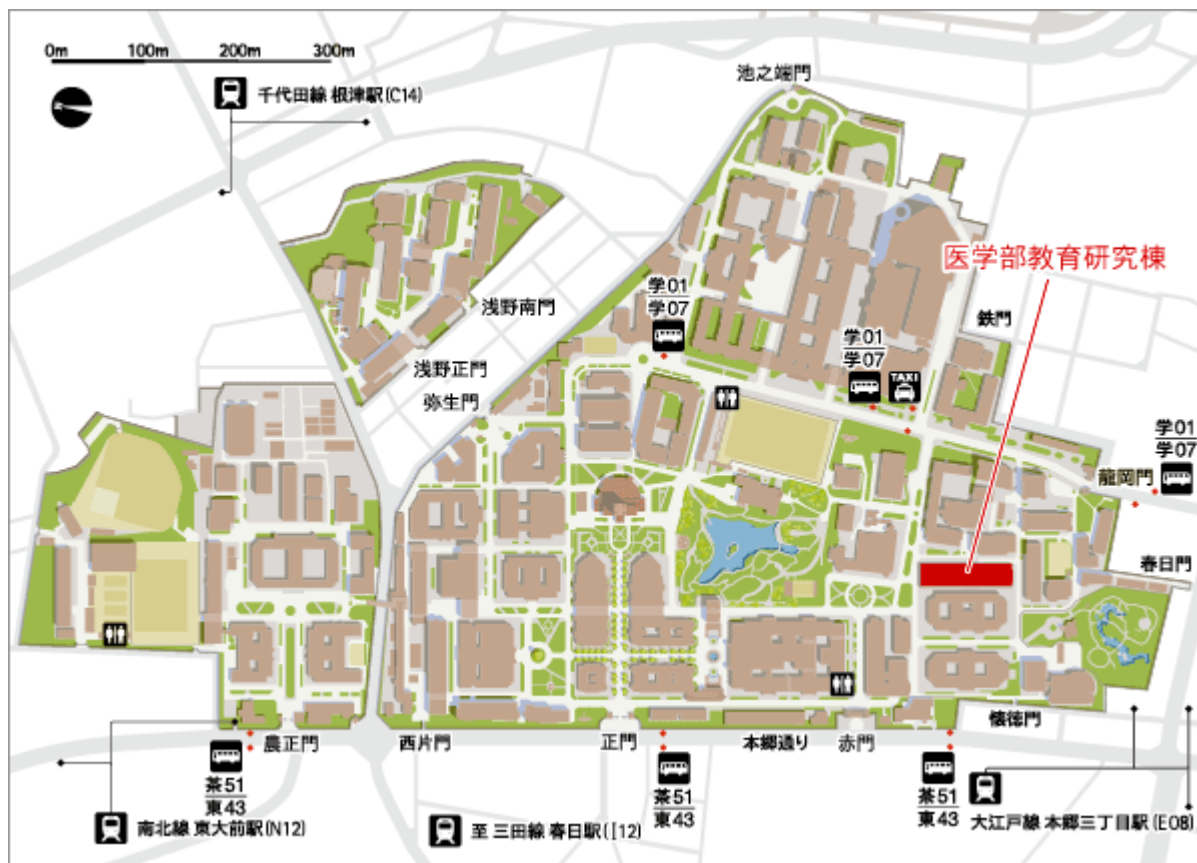 0m 100m 200m 300m
千代田線 根津駅(C14)
池之端門
医学部教育研究棟
学01
学07
浅野南門
鉄門
学01
学07
TAXI
浅野正門
弥生門
学01
学07
龍岡門
春日門
農正門
西片門
正門
本郷通り
赤門
懐徳門
茶51
東43
茶51
東43
茶51
東43
南北線 東大前駅(N12)
至 三田線 春日駅(I12)
大江戸線 本郷三丁目駅(E08)